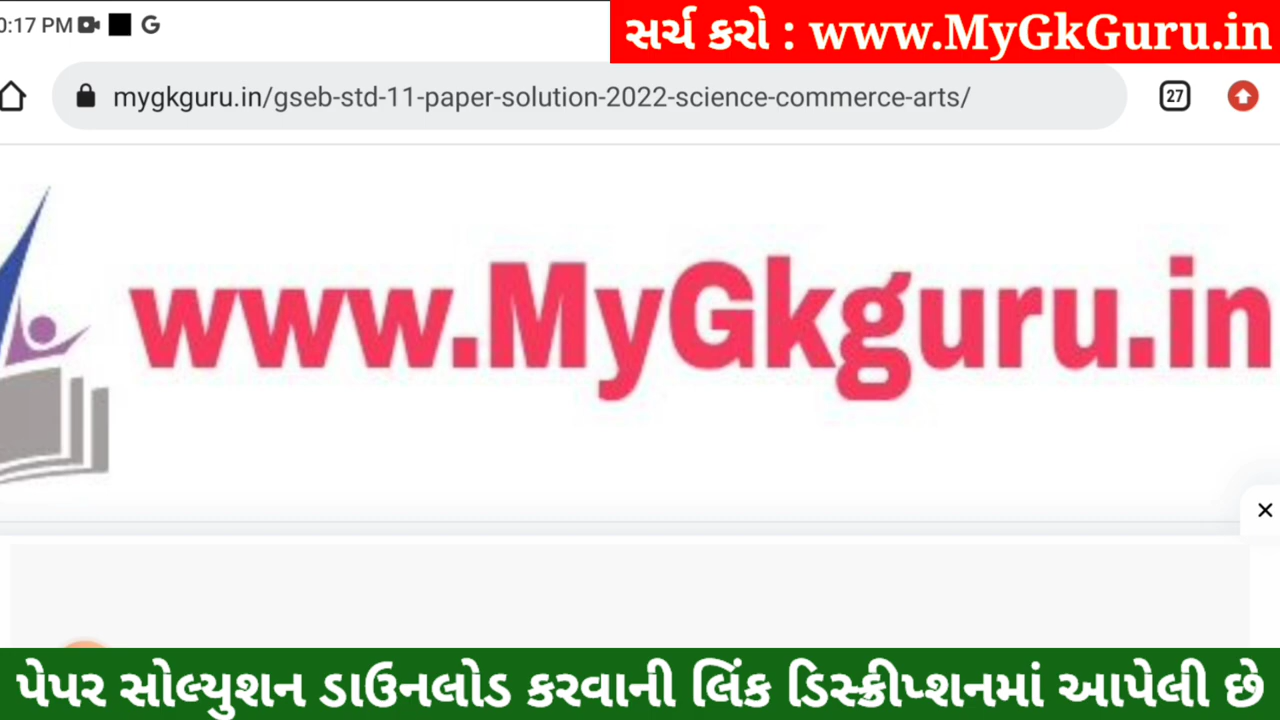 0:17 PM G
સર્ચ કરો : www.MyGkGuru.in
mygkguru.in/gseb-std-11-paper-solution-2022-science-commerce-arts/
27
www.MyGkguru.in
પેપર સોલ્યુશન ડાઉનલોડ કરવાની લિંક ડિસ્ક્રીપ્શનમાં આપેલી છે